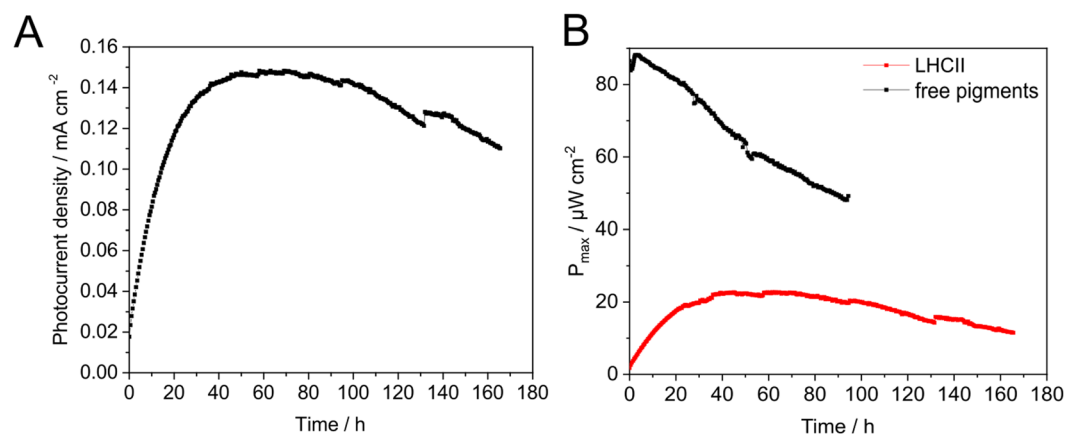 A
Photocurrent density / mA cm⁻²
0.16
0.14
0.12
0.10
0.08
0.06
0.04
0.02
0.00
0 20 40 60 80 100 120 140 160 180
Time / h
B
Pmax / µW cm⁻²
80
60
40
20
0
LHCII
free pigments
0 20 40 60 80 100 120 140 160 180
Time / h